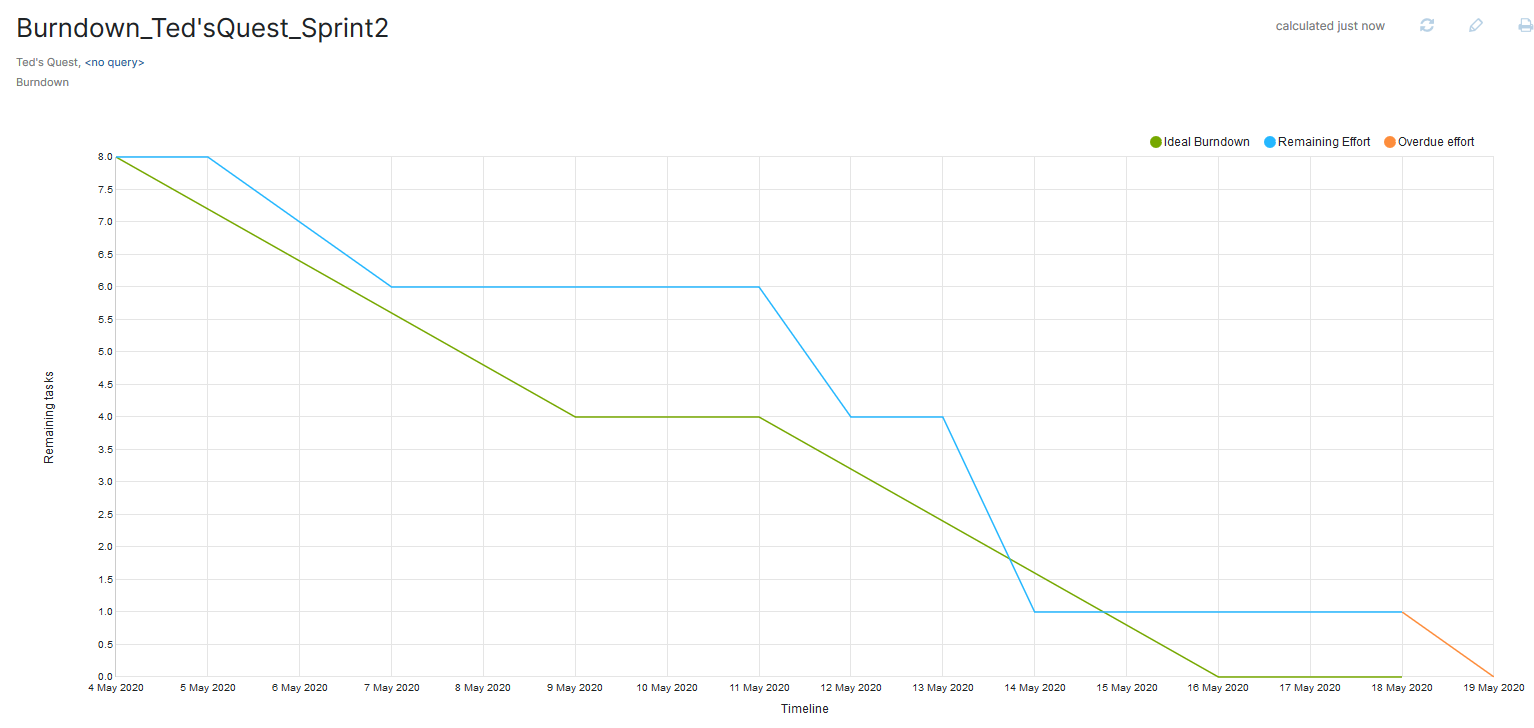 Burndown_Ted'sQuest_Sprint2
calculated just now
Ted's Quest, <no query>
Burndown
Ideal Burndown Remaining Effort Overdue effort
8.0
7.5
7.0
6.5
6.0
5.5
5.0
4.5
4.0
3.5
3.0
2.5
2.0
1.5
1.0
0.5
0.0
Remaining tasks
4 May 2020 5 May 2020 6 May 2020 7 May 2020 8 May 2020 9 May 2020 10 May 2020 11 May 2020 12 May 2020 13 May 2020 14 May 2020 15 May 2020 16 May 2020 17 May 2020 18 May 2020 19 May 2020
Timeline